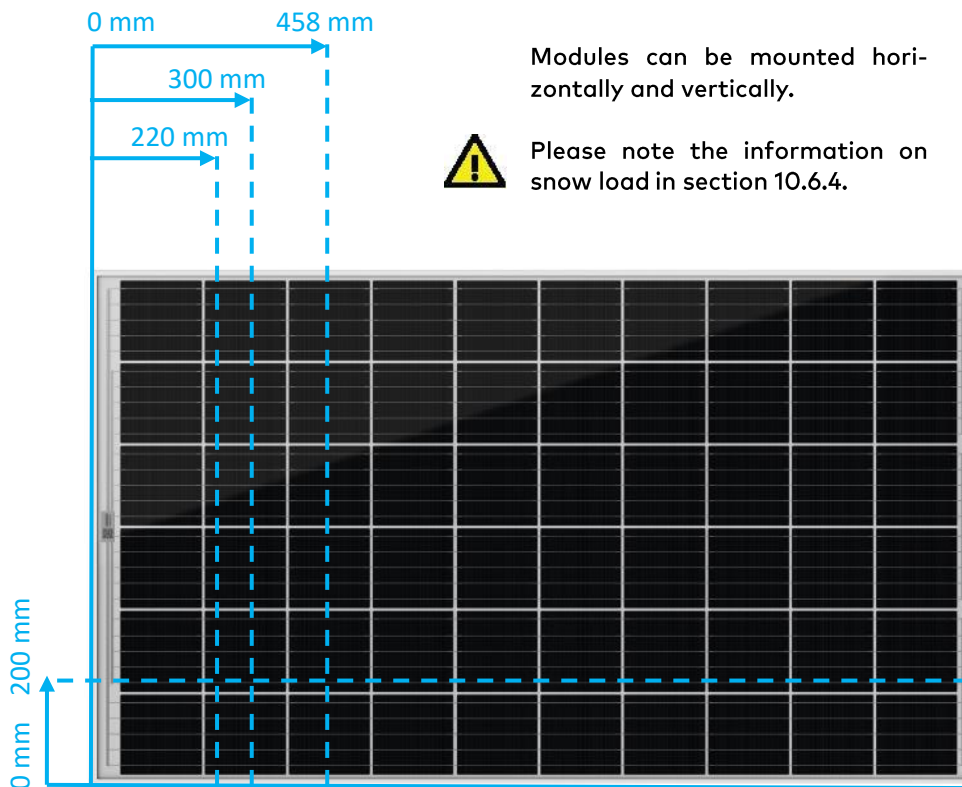 0 mm
458 mm
300 mm
220 mm
Modules can be mounted hori-
zontally and vertically.
Please note the information on
snow load in section 10.6.4.
200 mm
0 mm